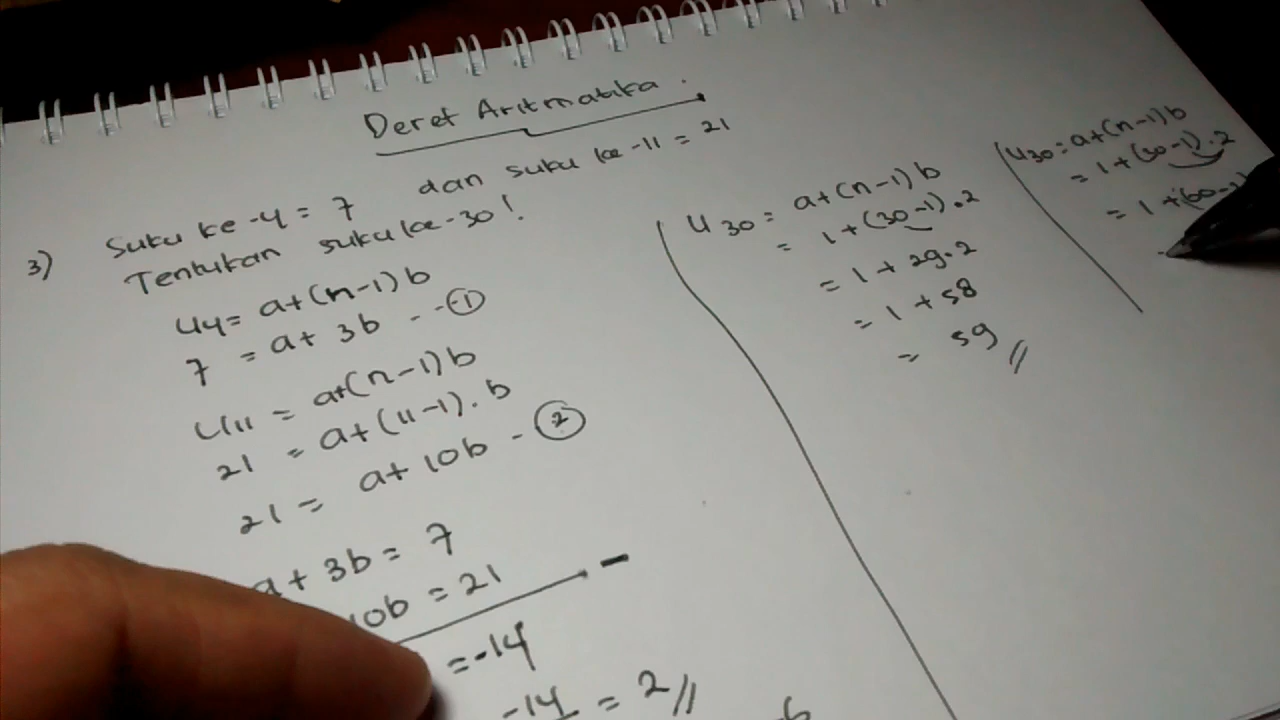 Deret Aritmatika.
3) Suku ke-4 = 7 dan suku ke-11 = 21
Tentukan suku ke-30!
U4 = a+(n-1)b
7 = a+3b --①
U11 = a+(n-1)b
21 = a+(11-1).b
21 = a+10b -②
a+3b = 7
10b = 21 -
= -14
-14 = 2//
U30 = a+(n-1)b
= 1+(30-1).2
= 1+29.2
= 1+58
= 59//
U30 = a+(n-1)b
= 1+(30-1).2
= 1+(60-